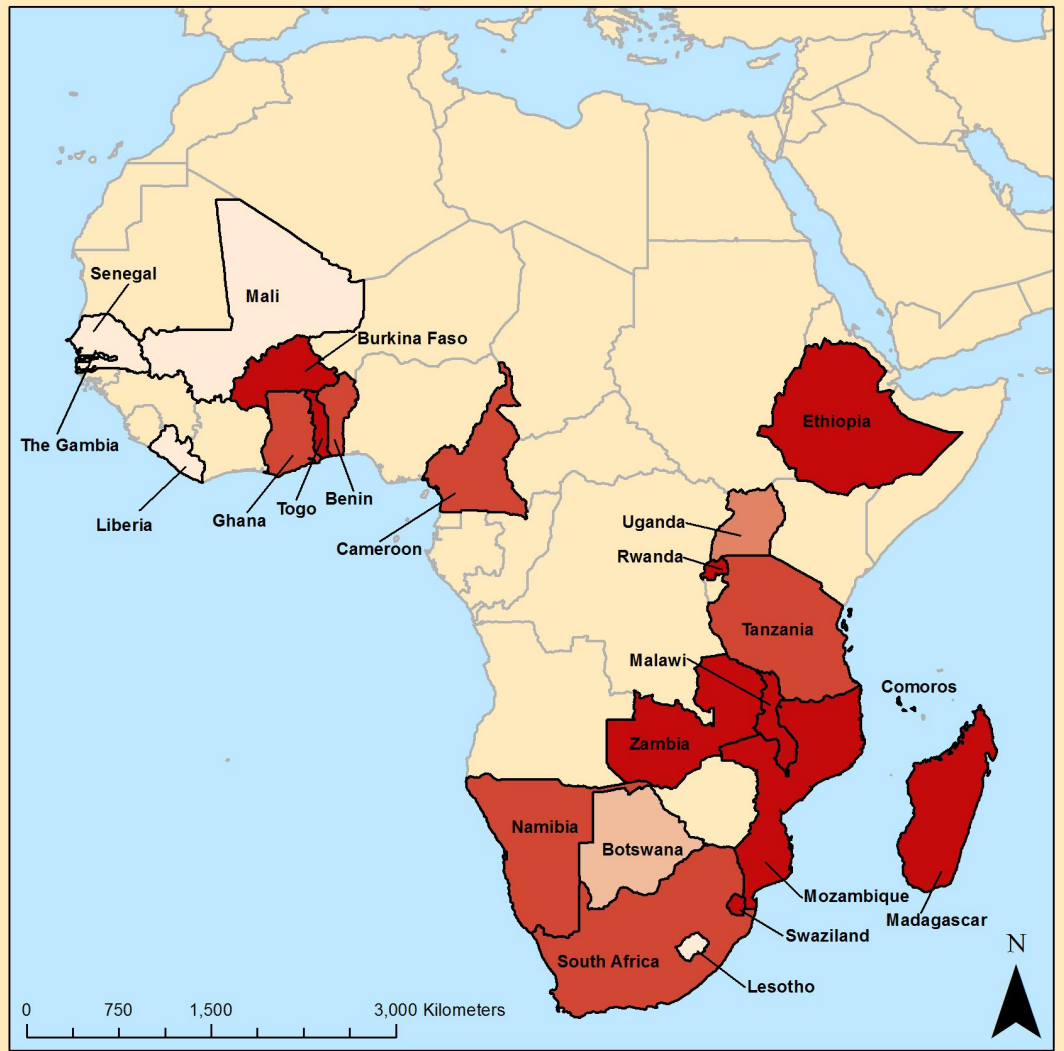 Senegal
Mali
Burkina Faso
The Gambia
Ethiopia
Liberia
Ghana
Togo
Benin
Cameroon
Uganda
Rwanda
Tanzania
Malawi
Comoros
Zambia
Namibia
Botswana
Mozambique
Madagascar
Swaziland
South Africa
Lesotho
N
0 750 1,500 3,000 Kilometers